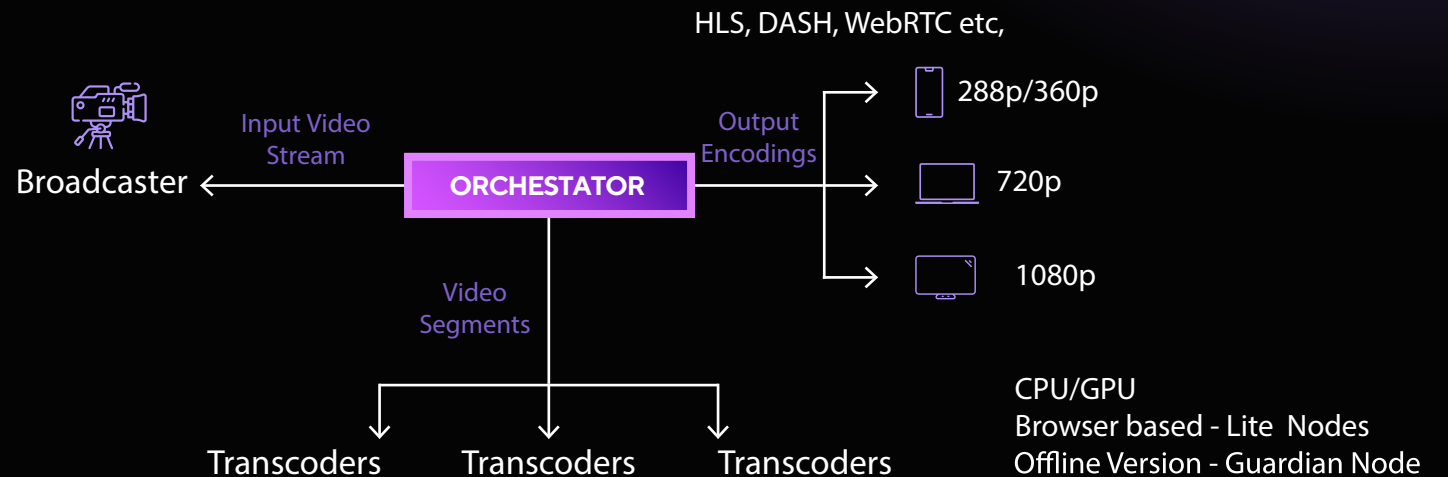 HLS, DASH, WebRTC etc,
288p/360p
Input Video
Stream
Output
Encodings
Broadcaster
ORCHESTATOR
720p
1080p
Video
Segments
CPU/GPU
Browser based - Lite Nodes
Transcoders
Transcoders
Transcoders
Offline Version - Guardian Node